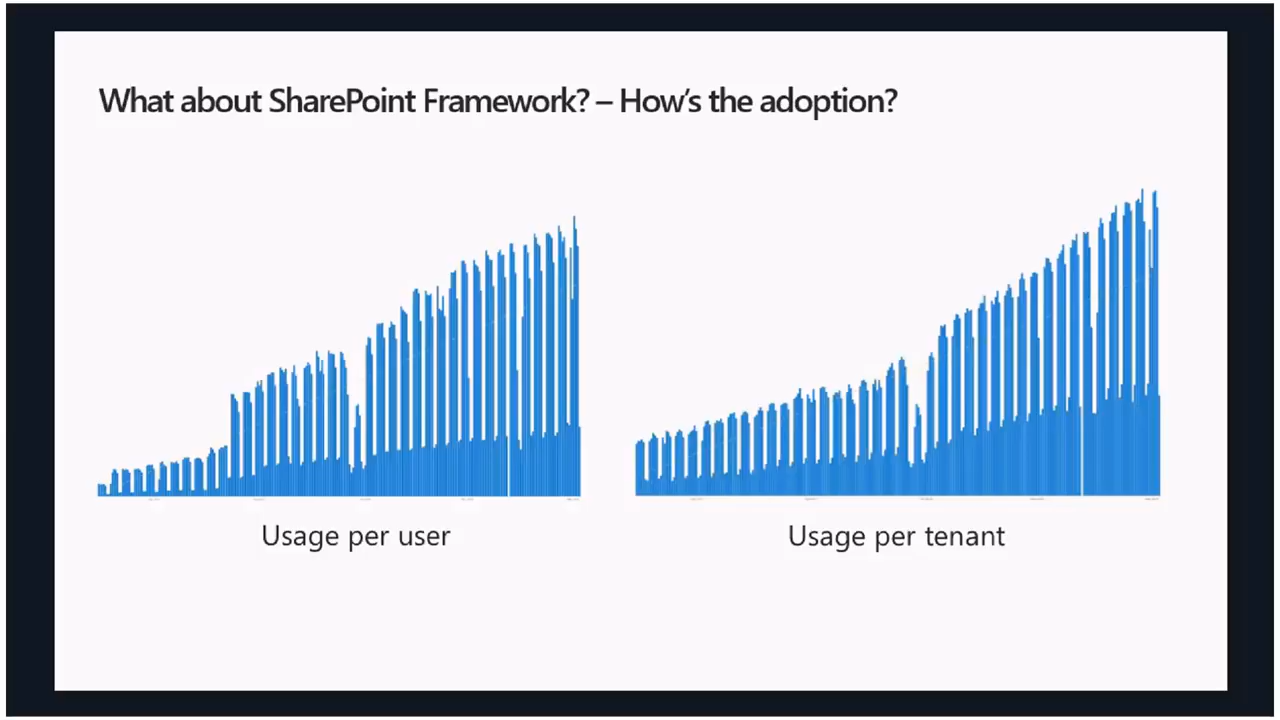 What about SharePoint Framework? – How's the adoption?
Usage per user
Usage per tenant